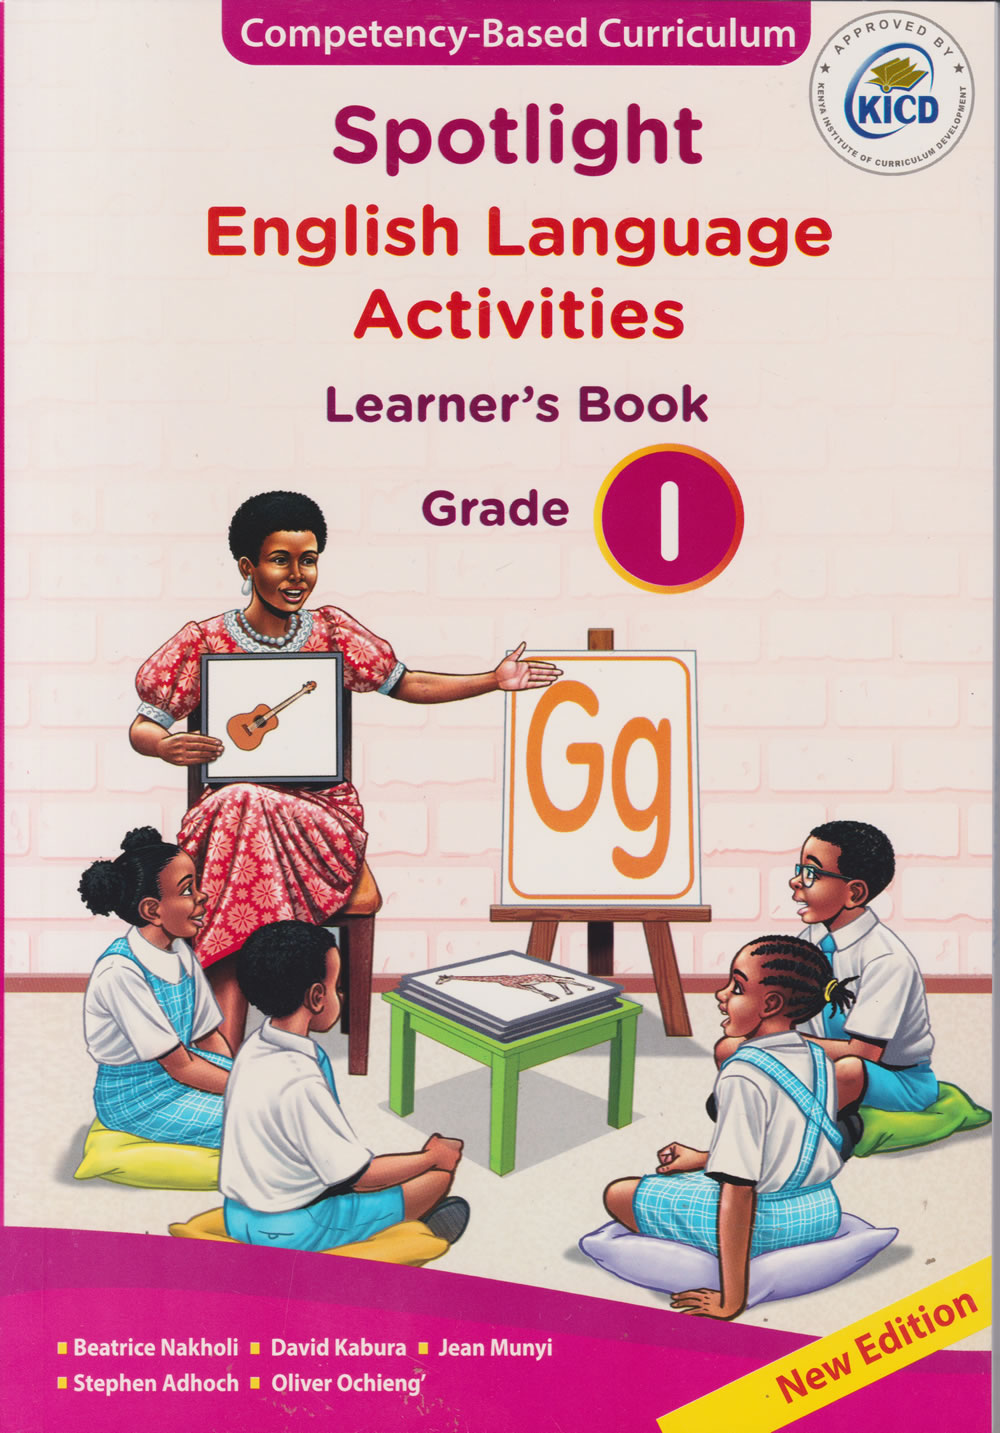 Competency-Based Curriculum
APPROVED BY
KICD
KENYA INSTITUTE OF CURRICULUM DEVELOPMENT
Spotlight
English Language
Activities
Learner's Book
Grade 1
Gg
Beatrice Nakholi David Kabura Jean Munyi
Stephen Adhoch Oliver Ochieng'
New Edition